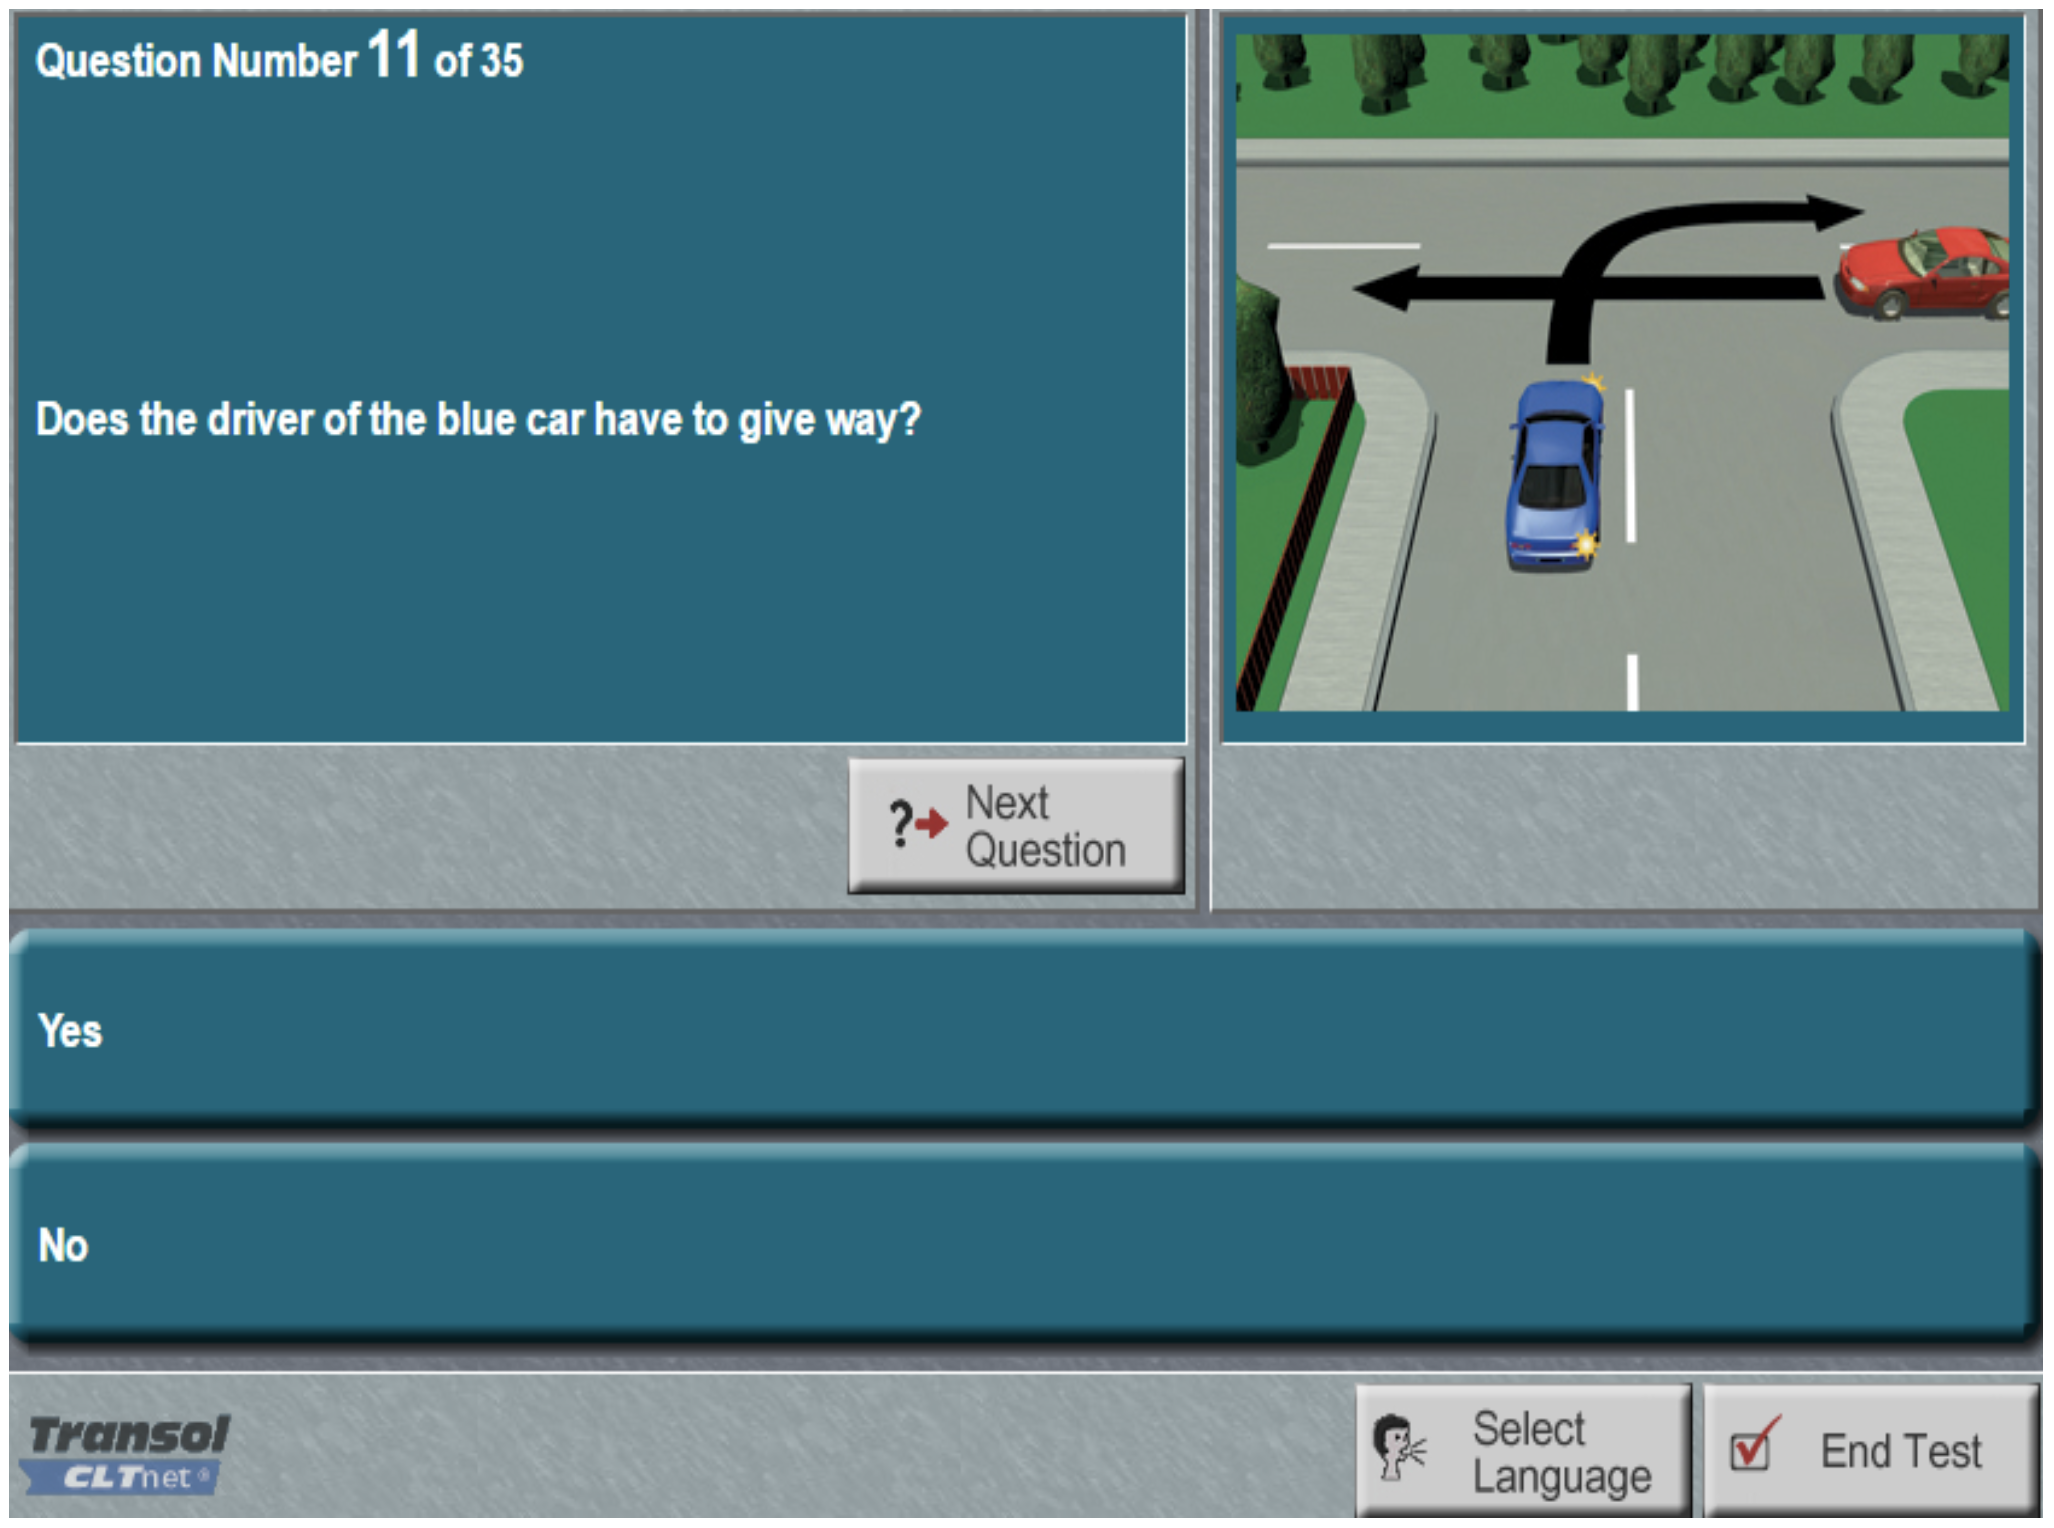 Question Number 11 of 35
Does the driver of the blue car have to give way?
Next
Question
Yes
No
Transol
CLTnet®
Select
Language
End Test